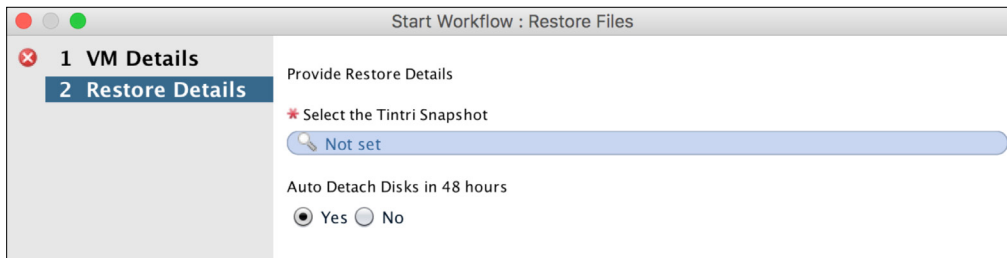 Start Workflow : Restore Files
1 VM Details
2 Restore Details
Provide Restore Details
* Select the Tintri Snapshot
Not set
Auto Detach Disks in 48 hours
Yes No